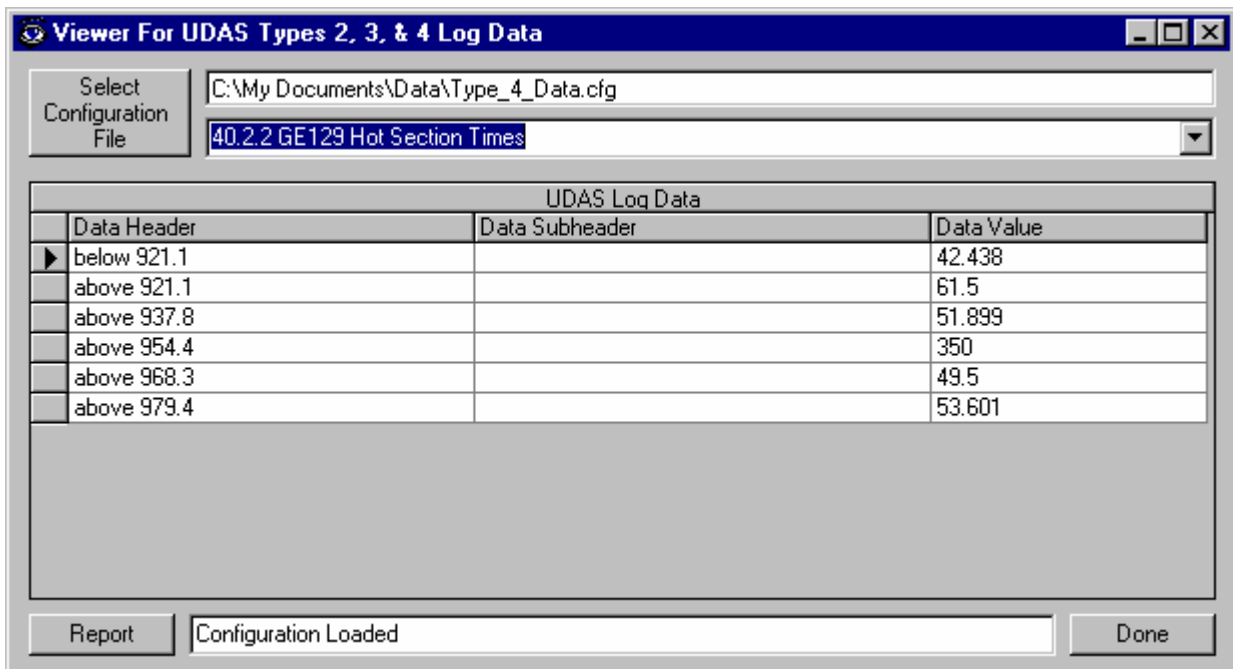 Viewer For UDAS Types 2, 3, & 4 Log Data
Select
Configuration
File
C:\My Documents\Data\Type_4_Data.cfg
40.2.2 GE129 Hot Section Times
UDAS Log Data
Data Header Data Subheader Data Value
below 921.1 42.438
above 921.1 61.5
above 937.8 51.899
above 954.4 350
above 968.3 49.5
above 979.4 53.601
Report Configuration Loaded Done